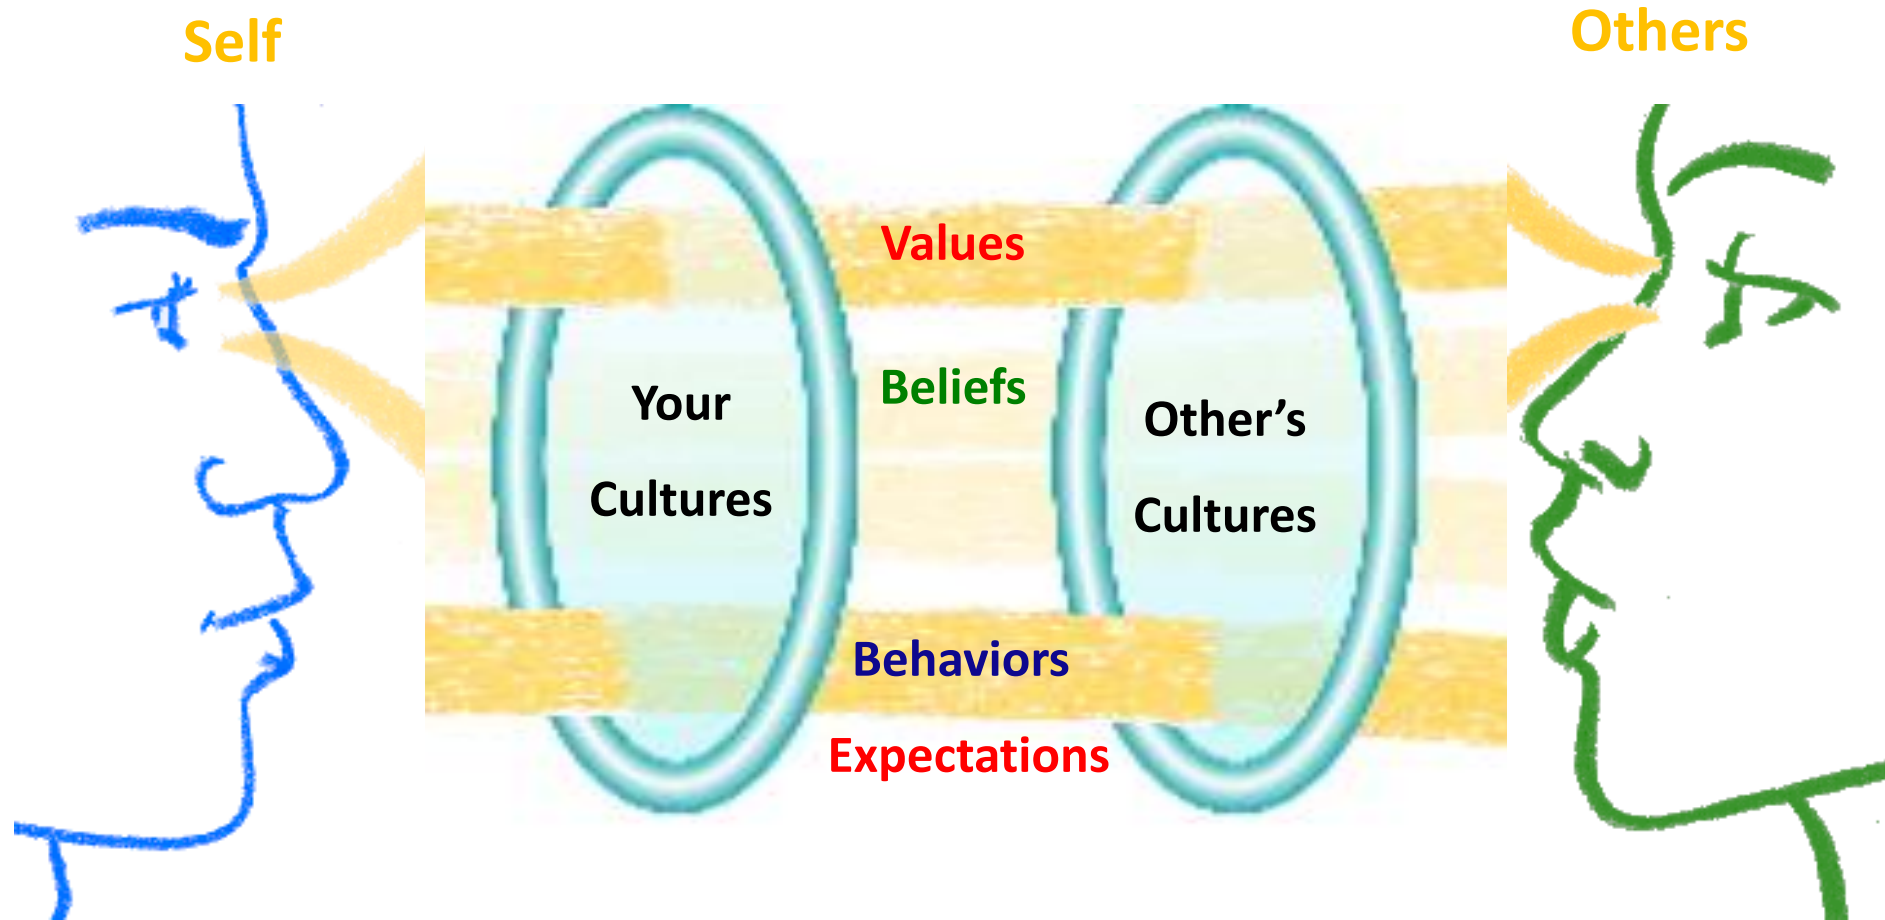 Self
Others
Values
Beliefs
Your
Cultures
Other’s
Cultures
Behaviors
Expectations